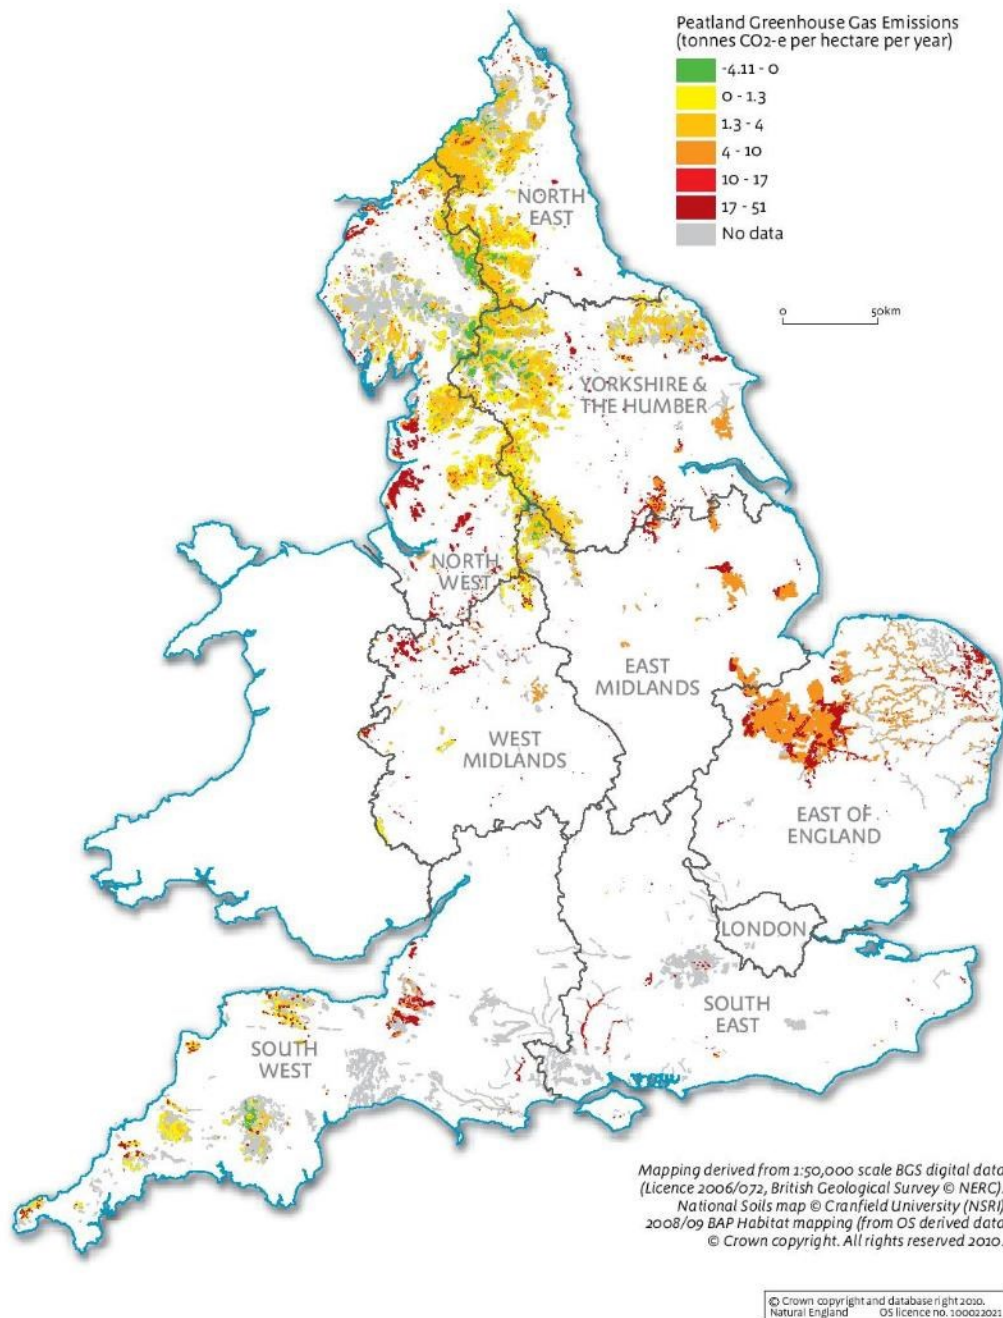 Peatland Greenhouse Gas Emissions
(tonnes CO2-e per hectare per year)
-4.11 - 0
0 - 1.3
1.3 - 4
4 - 10
10 - 17
17 - 51
No data
0 50km
NORTH
EAST
YORKSHIRE &
THE HUMBER
NORTH
WEST
EAST
MIDLANDS
WEST
MIDLANDS
EAST OF
ENGLAND
LONDON
SOUTH
EAST
SOUTH
WEST
Mapping derived from 1:50,000 scale BGS digital data
(Licence 2006/072, British Geological Survey © NERC).
National Soils map © Cranfield University (NSRI)
2008/09 BAP Habitat mapping (from OS derived data
© Crown copyright. All rights reserved 2010.
© Crown copyright and database right 2010.
Natural England OS licence no. 100022021